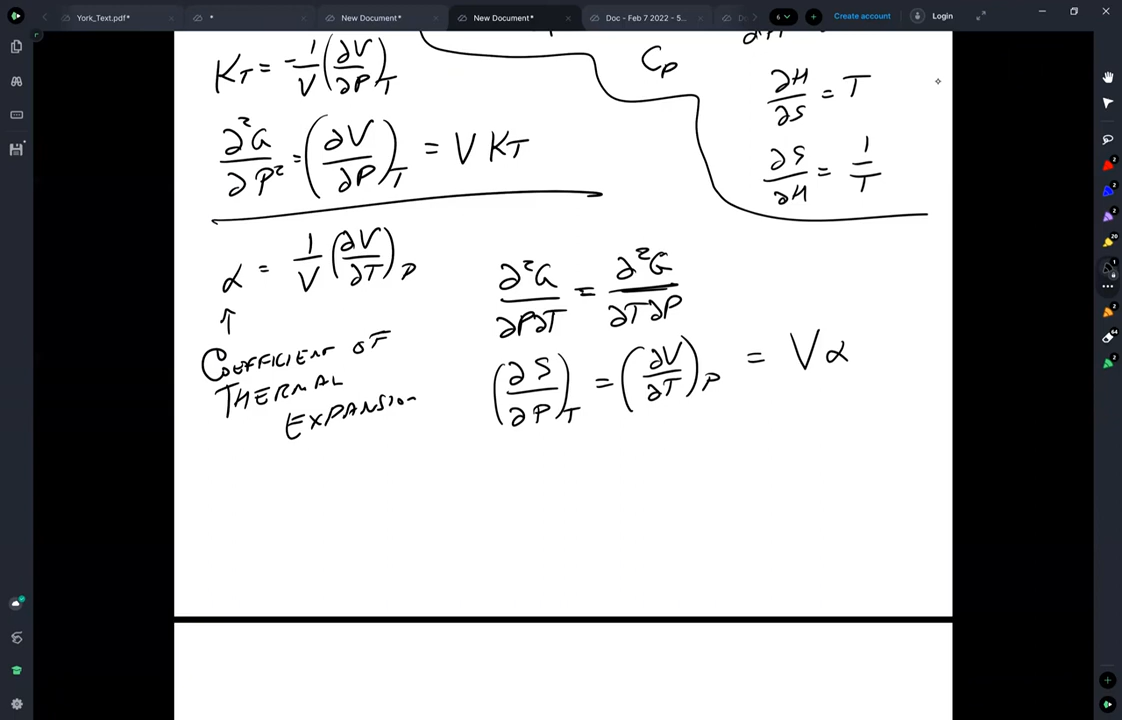 York_Text.pdf*
*
New Document*
New Document*
Doc - Feb 7 2022 - 5...
6
Create account
Login
K_T = -1/V (∂V/∂P)_T
C_P
∂H/∂S = T
∂²G/∂P² = (∂V/∂P)_T = V K_T
∂S/∂H = 1/T
α = 1/V (∂V/∂T)_P
∂²G/∂P∂T = ∂²G/∂T∂P
↑
COEFFICIENT OF
THERMAL
EXPANSION
(∂S/∂P)_T = (∂V/∂T)_P = Vα